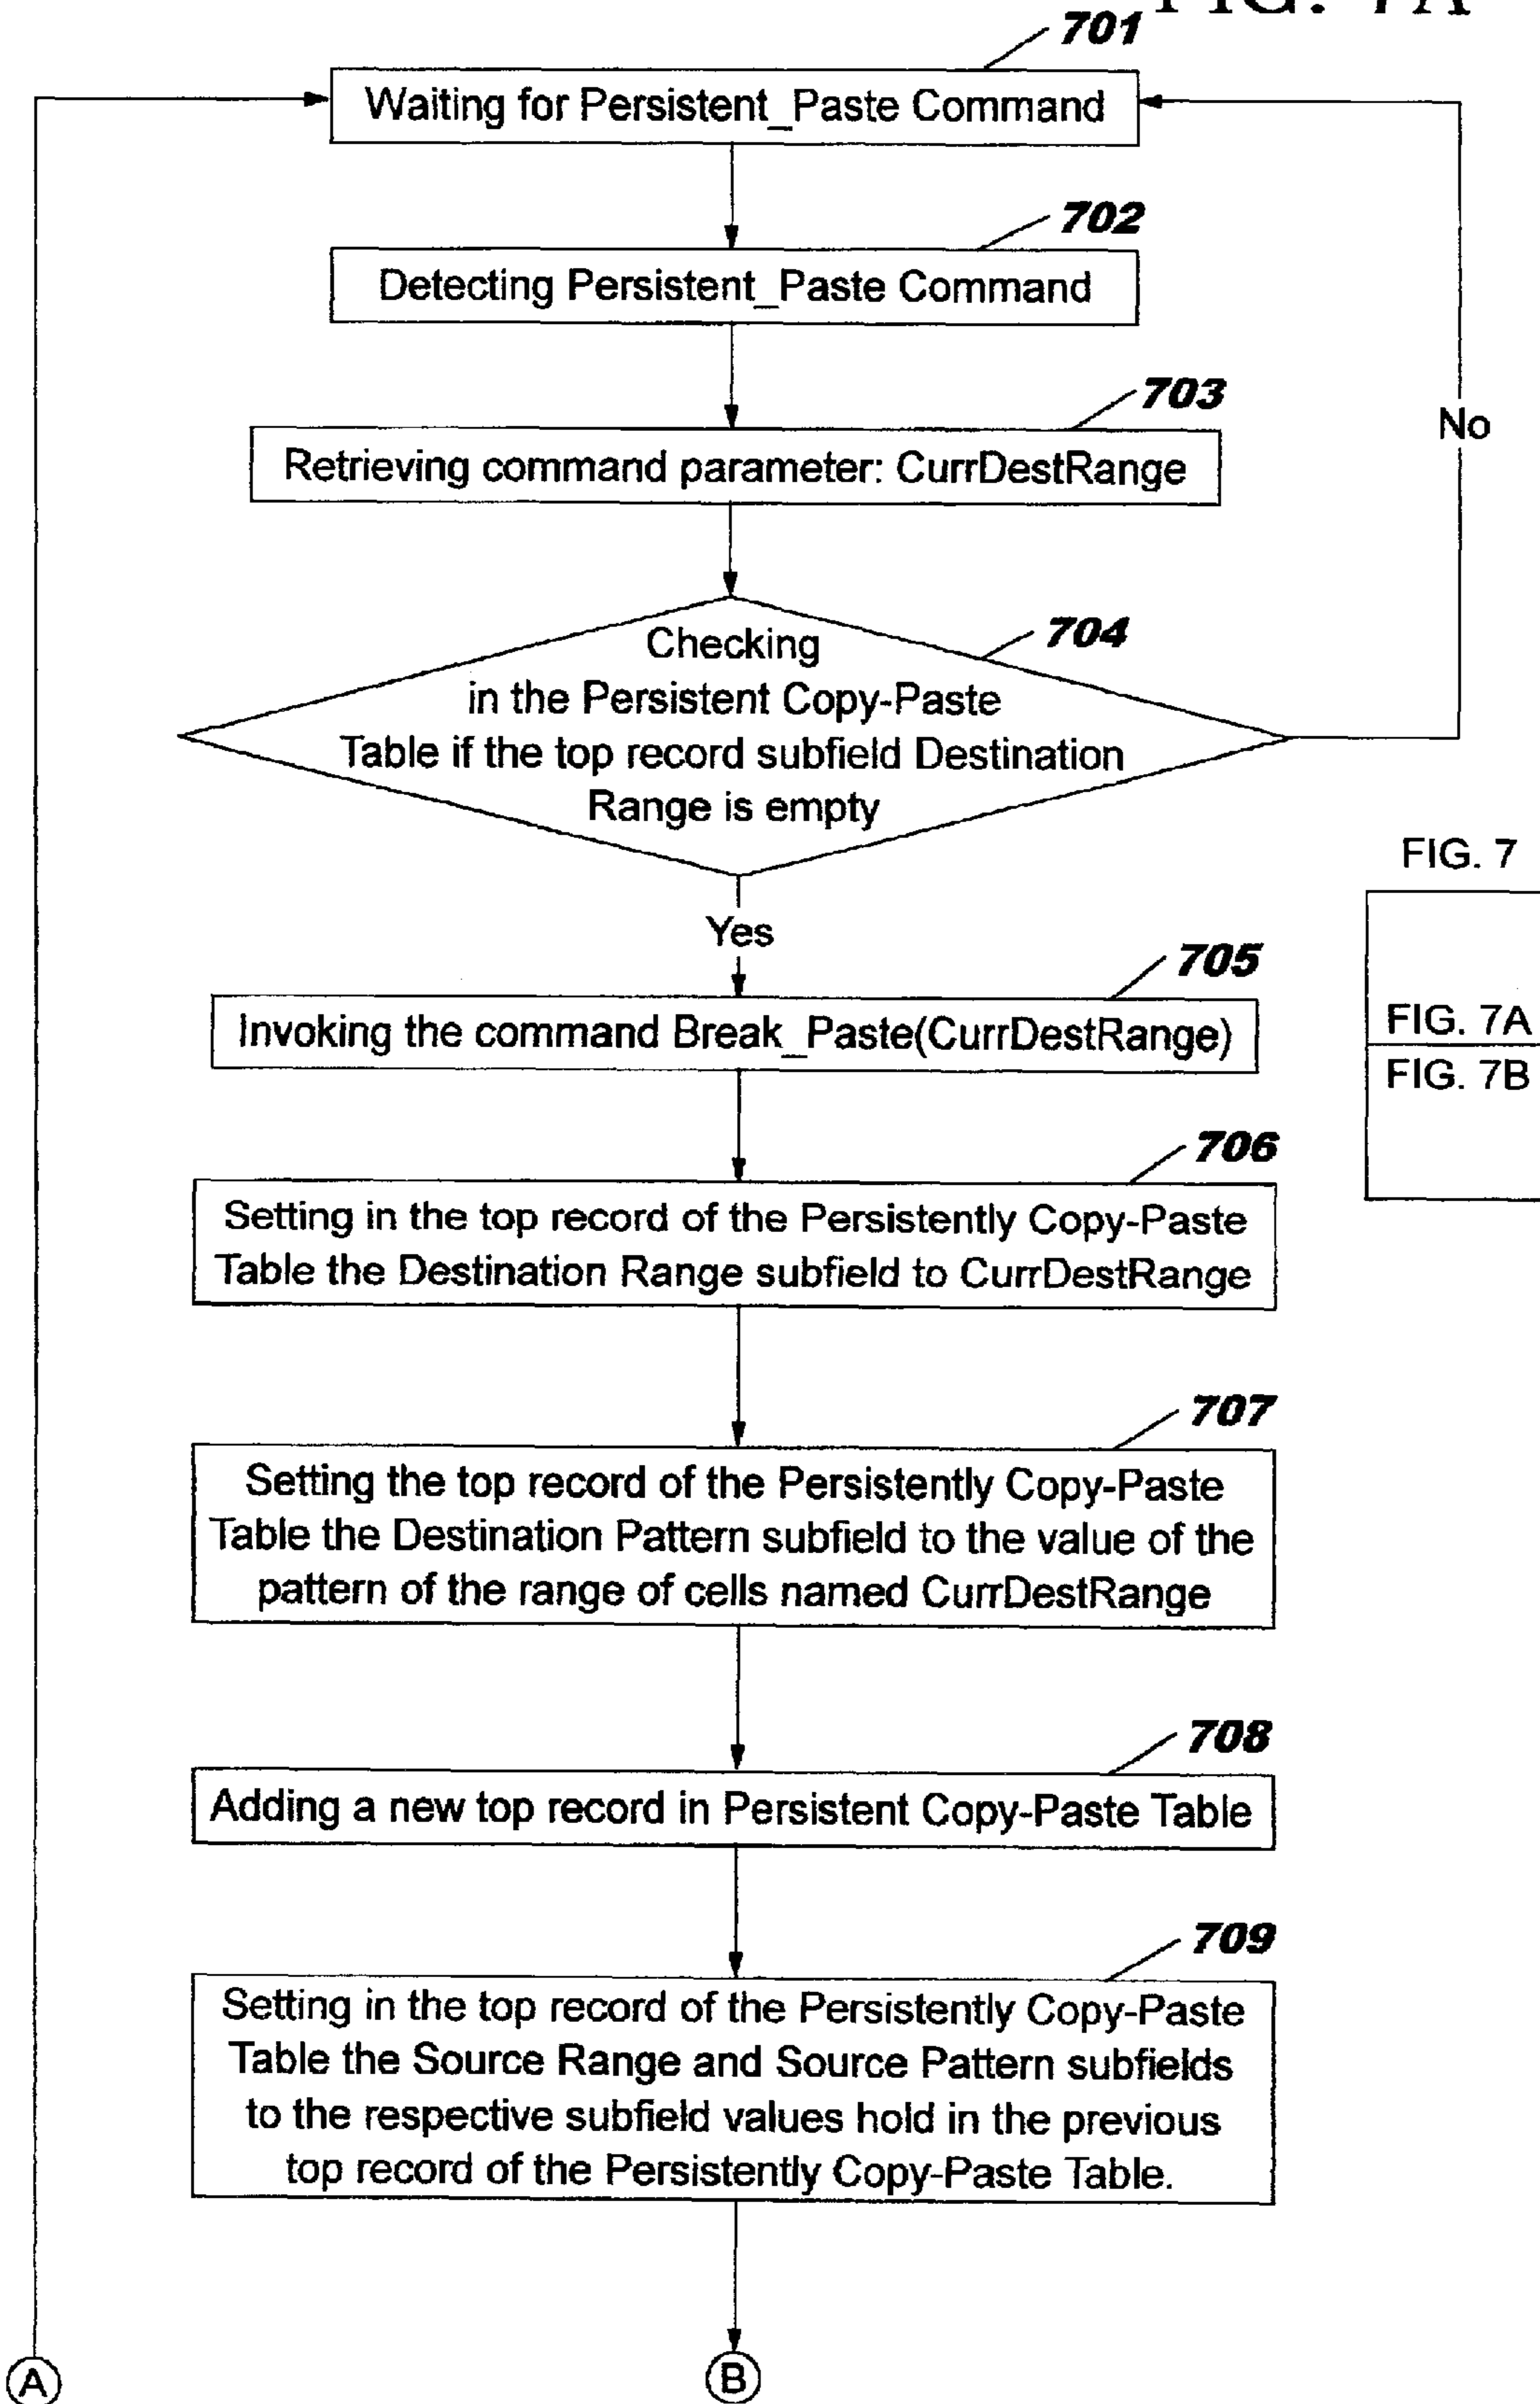 FIG. 7A
701
Waiting for Persistent_Paste Command
702
Detecting Persistent_Paste Command
703
Retrieving command parameter: CurrDestRange
No
704
Checking
in the Persistent Copy-Paste
Table if the top record subfield Destination
Range is empty
Yes
FIG. 7
FIG. 7A
FIG. 7B
705
Invoking the command Break_Paste(CurrDestRange)
706
Setting in the top record of the Persistently Copy-Paste
Table the Destination Range subfield to CurrDestRange
707
Setting the top record of the Persistently Copy-Paste
Table the Destination Pattern subfield to the value of the
pattern of the range of cells named CurrDestRange
708
Adding a new top record in Persistent Copy-Paste Table
709
Setting in the top record of the Persistently Copy-Paste
Table the Source Range and Source Pattern subfields
to the respective subfield values hold in the previous
top record of the Persistently Copy-Paste Table.
A
B